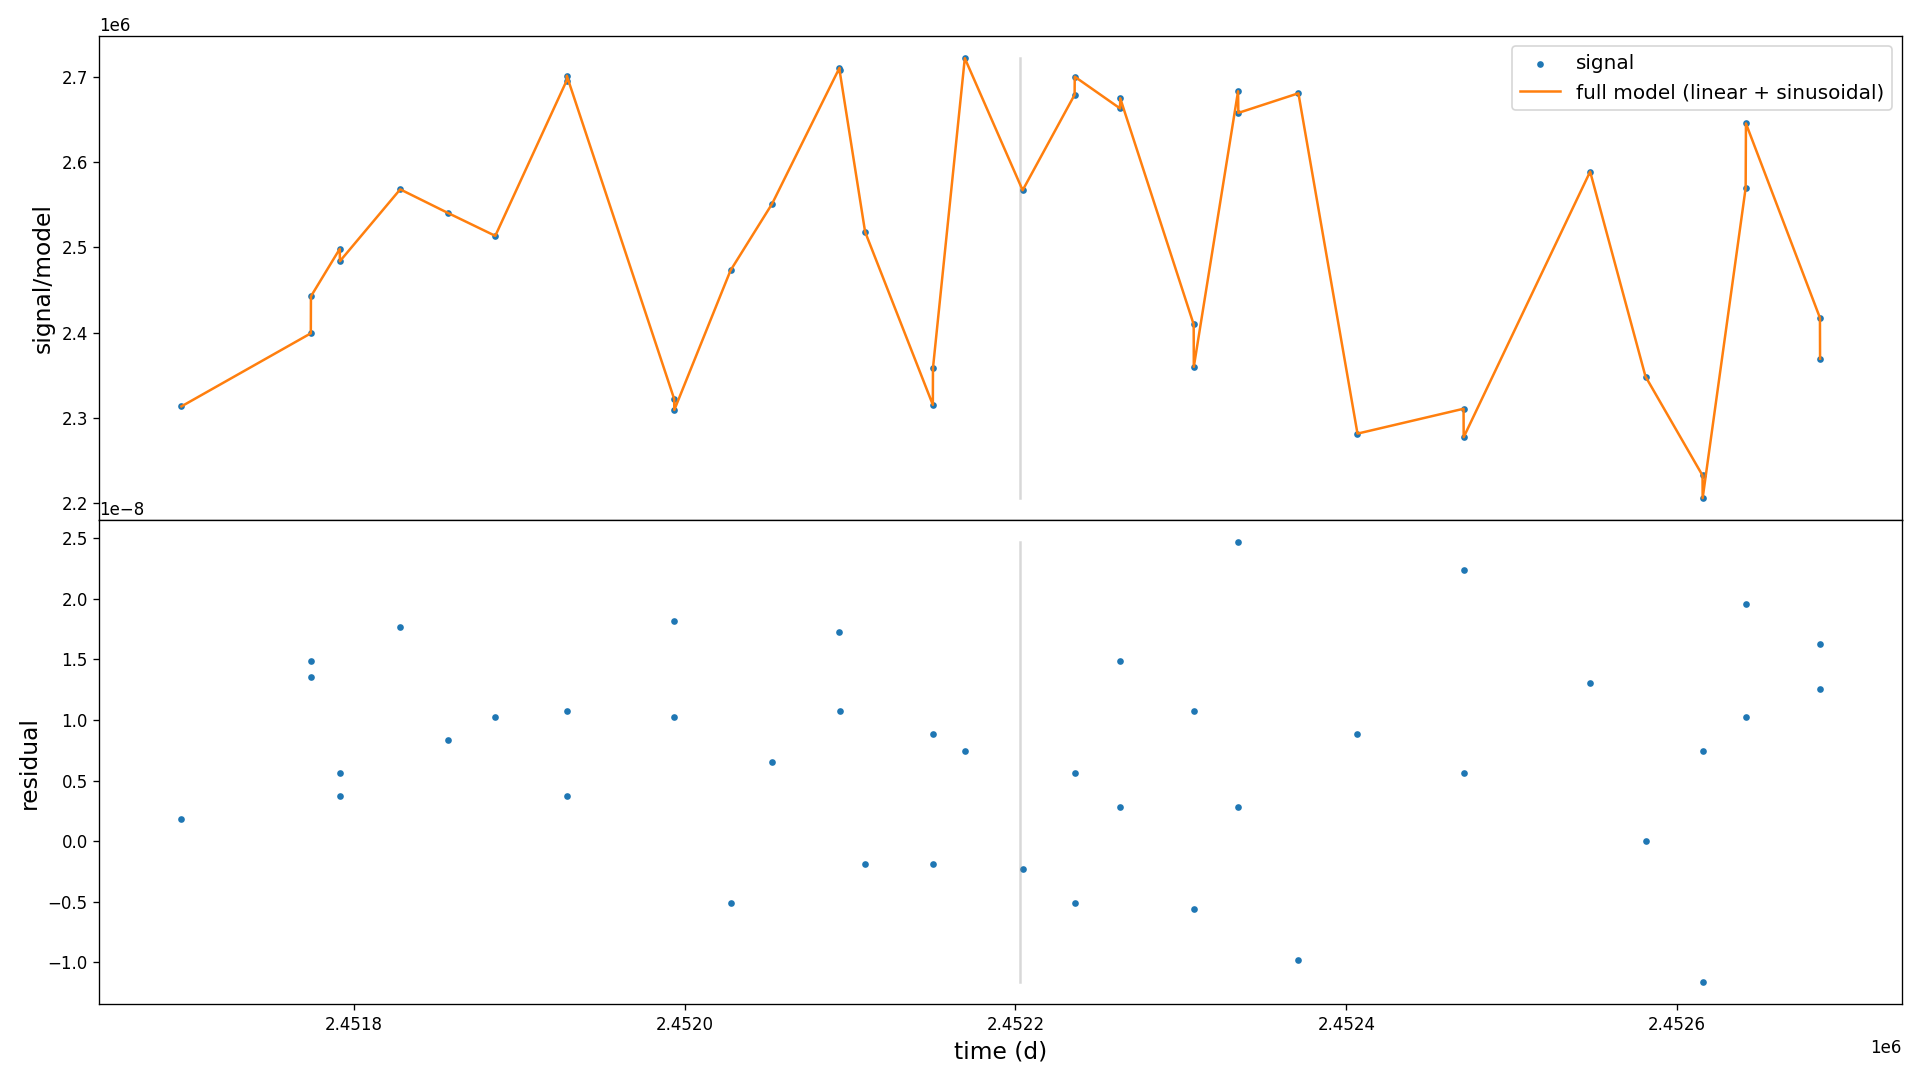 1e6
2.7
2.6
2.5
2.4
2.3
2.2
signal/model
signal
full model (linear + sinusoidal)
1e−8
2.5
2.0
1.5
1.0
0.5
0.0
−0.5
−1.0
residual
2.4518 2.4520 2.4522 2.4524 2.4526
time (d)
1e6